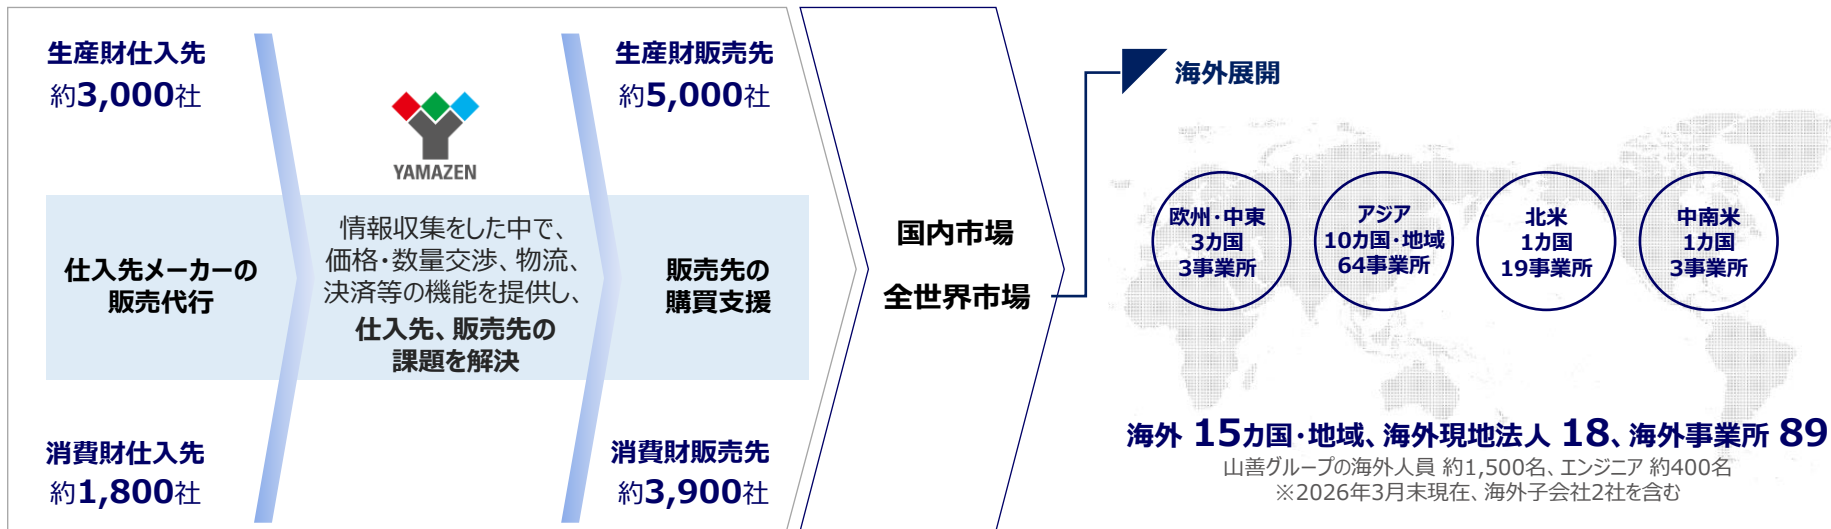 生産財仕入先
約3,000社
仕入先メーカーの
販売代行
消費財仕入先
約1,800社
YAMAZEN
情報収集をした中で、
価格・数量交渉、物流、
決済等の機能を提供し、
仕入先、販売先の
課題を解決
生産財販売先
約5,000社
販売先の
購買支援
消費財販売先
約3,900社
国内市場
全世界市場
海外展開
欧州・中東
3カ国
3事業所
アジア
10カ国・地域
64事業所
北米
1カ国
19事業所
中南米
1カ国
3事業所
海外 15カ国・地域、海外現地法人 18、海外事業所 89
山善グループの海外人員 約1,500名、エンジニア 約400名
※2026年3月末現在、海外子会社2社を含む